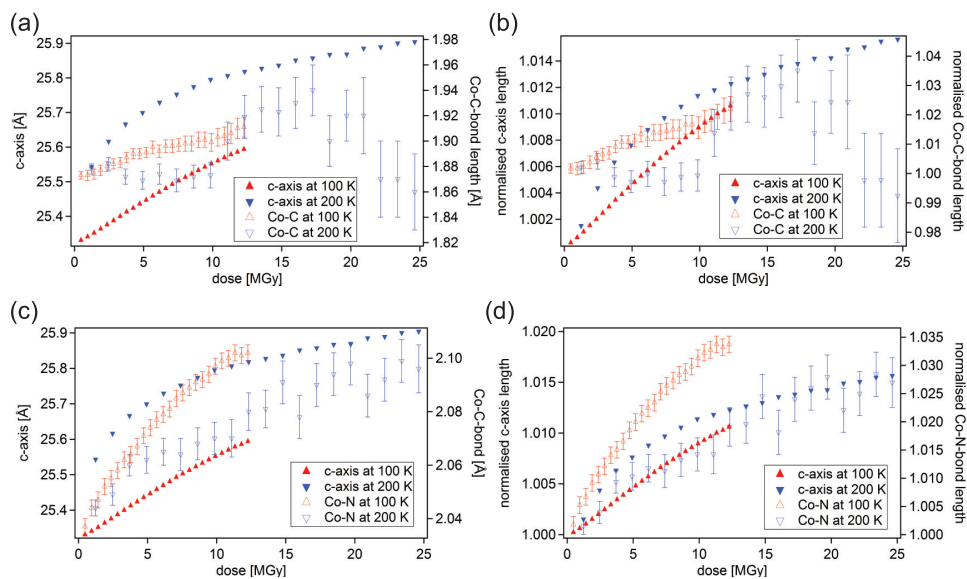 (a)
25.9
25.8
25.7
25.6
25.5
25.4
c-axis [Å]
1.98
1.96
1.94
1.92
1.90
1.88
1.86
1.84
1.82
Co-C-bond
length [Å]
c-axis at 100 K
c-axis at 200 K
Co-C at 100 K
Co-C at 200 K
0 5 10 15 20 25
dose [MGy]
(b)
1.014
1.012
1.010
1.008
1.006
1.004
1.002
normalised c-axis length
1.04
1.03
1.02
1.01
1.00
0.99
0.98
normalised Co-C-bond length
c-axis at 100 K
c-axis at 200 K
Co-C at 100 K
Co-C at 200 K
0 5 10 15 20 25
dose [MGy]
(c)
25.9
25.8
25.7
25.6
25.5
25.4
c-axis [Å]
2.10
2.08
2.06
2.04
Co-C-bond
length [Å]
c-axis at 100 K
c-axis at 200 K
Co-N at 100 K
Co-N at 200 K
0 5 10 15 20 25
dose [MGy]
(d)
1.020
1.015
1.010
1.005
1.000
normalised c-axis length
1.035
1.030
1.025
1.020
1.015
1.010
1.005
1.000
normalised Co-N-bond length
c-axis at 100 K
c-axis at 200 K
Co-N at 100 K
Co-N at 200 K
0 5 10 15 20 25
dose [MGy]